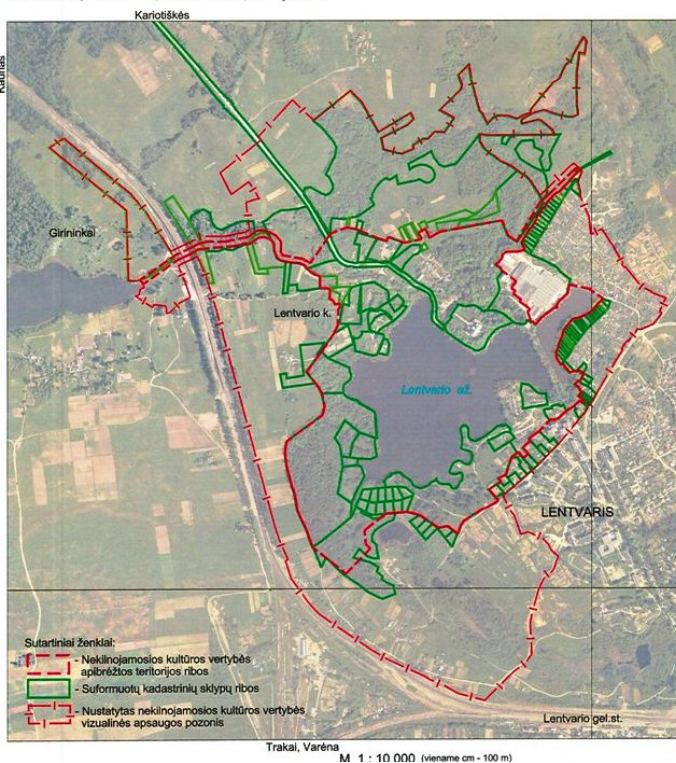 Kariotiškės
Kaunas
Girininkai
Lentvario k.
Lentvario ež.
LENTVARIS
Sutartiniai ženklai:
- Nekilnojamosios kultūros vertybės
apibrėžtos teritorijos ribos
- Suformuotų kadastrinių sklypų ribos
- Nustatytas nekilnojamosios kultūros vertybės
vizualinės apsaugos pozonis
Lentvario gel.st.
Trakai, Varėna
M 1 : 10 000 (viename cm - 100 m)